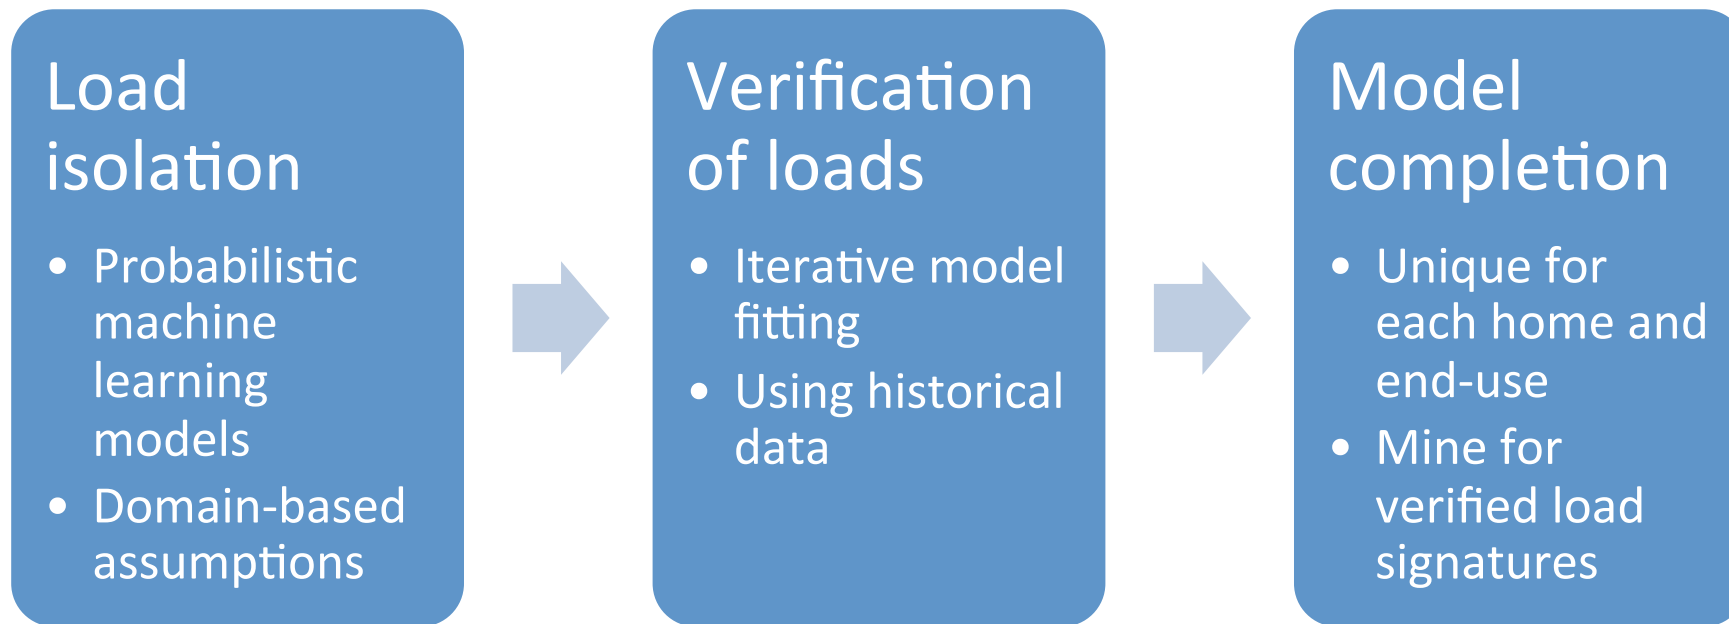 Load
isolation
• Probabilistic
machine
learning
models
• Domain-based
assumptions
Verification
of loads
• Iterative model
fitting
• Using historical
data
Model
completion
• Unique for
each home and
end-use
• Mine for
verified load
signatures